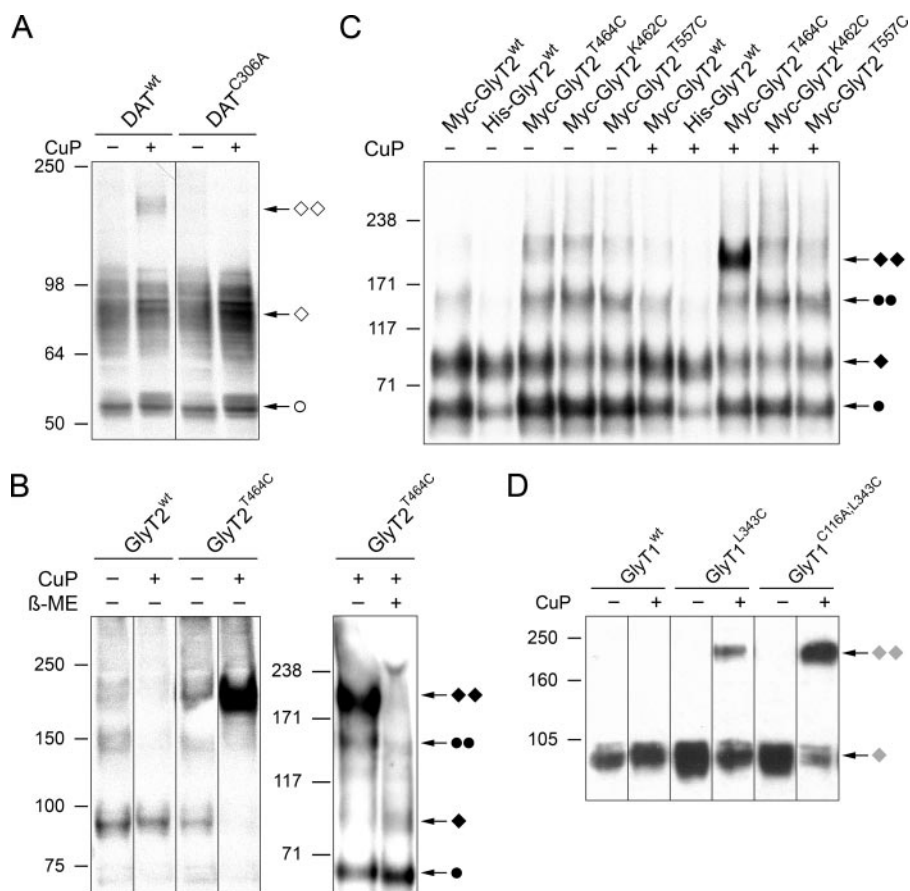 A
DAT^wt DAT^C306A
CuP – + – +
250
98
64
50
C
Myc-GlyT2^wt His-GlyT2^wt Myc-GlyT2^T464C Myc-GlyT2^K462C Myc-GlyT2^T557C Myc-GlyT2^wt His-GlyT2^wt Myc-GlyT2^T464C Myc-GlyT2^K462C Myc-GlyT2^T557C
CuP – – – – – + + + + +
238
171
117
71
B
GlyT2^wt GlyT2^T464C GlyT2^T464C
CuP – + – + + +
ß-ME – – – – – +
250
150
100
75
238
171
117
71
D
GlyT1^wt GlyT1^L343C GlyT1^C116A;L343C
CuP – + – + – +
250
160
105